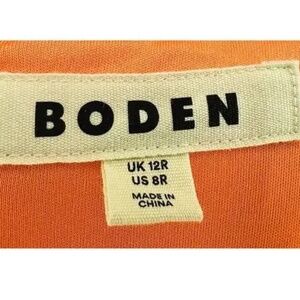 BODEN
UK 12R
US 8R
MADE IN
CHINA